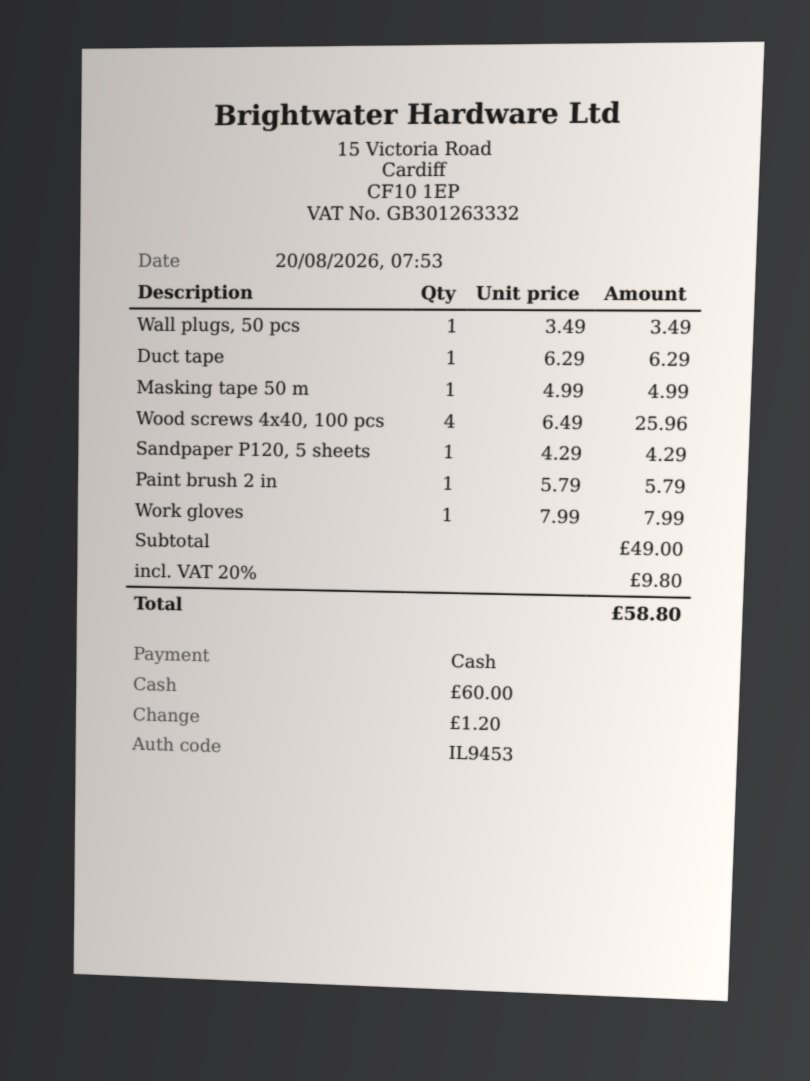 Brightwater Hardware Ltd
15 Victoria Road
Cardiff
CF10 1EP
VAT No. GB301263332
Date 20/08/2026, 07:53
Description Qty Unit price Amount
Wall plugs, 50 pcs 1 3.49 3.49
Duct tape 1 6.29 6.29
Masking tape 50 m 1 4.99 4.99
Wood screws 4x40, 100 pcs 4 6.49 25.96
Sandpaper P120, 5 sheets 1 4.29 4.29
Paint brush 2 in 1 5.79 5.79
Work gloves 1 7.99 7.99
Subtotal £49.00
incl. VAT 20% £9.80
Total £58.80
Payment Cash
Cash £60.00
Change £1.20
Auth code IL9453